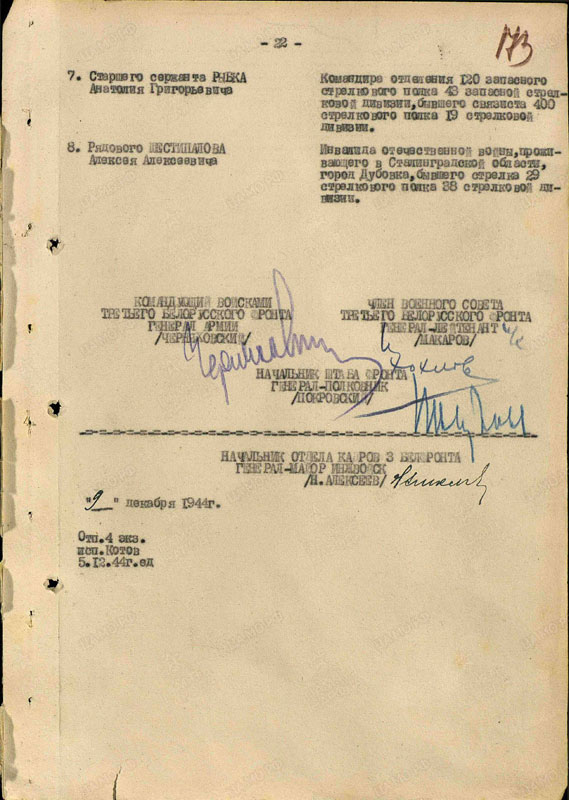 - 22 -
173
7. Старшего сержанта РЫБКА
Анатолия Григорьевича
Командира отделения 120 запасного
стрелкового полка 43 запасной стрел-
ковой дивизии, бывшего связиста 400
стрелкового полка 19 стрелковой
дивизии.
8. Рядового ШЕСТИПАЛОВА
Алексея Алексеевича
Инвалида отечественной войны, прожи-
вающего в Сталинградской области,
город Дубовка, бывшего стрелка 29
стрелкового полка 38 стрелковой ди-
визии.
КОМАНДУЮЩИЙ ВОЙСКАМИ
ТРЕТЬЕГО БЕЛОРУССКОГО ФРОНТА
ГЕНЕРАЛ АРМИИ
/ЧЕРНЯХОВСКИЙ/
ЧЛЕН ВОЕННОГО СОВЕТА
ТРЕТЬЕГО БЕЛОРУССКОГО ФРОНТА
ГЕНЕРАЛ-ЛЕЙТЕНАНТ
/МАКАРОВ/
Хохлов
НАЧАЛЬНИК ШТАБА ФРОНТА
ГЕНЕРАЛ-ПОЛКОВНИК
/ПОКРОВСКИЙ/
НАЧАЛЬНИК ОТДЕЛА КАДРОВ 3 БЕЛФРОНТА
ГЕНЕРАЛ-МАЙОР ИНЖВОЙСК
/Н.АЛЕКСЕЕВ/
"9" декабря 1944г.
Отп.4 экз.
исп.Котов
5.12.44г.ед